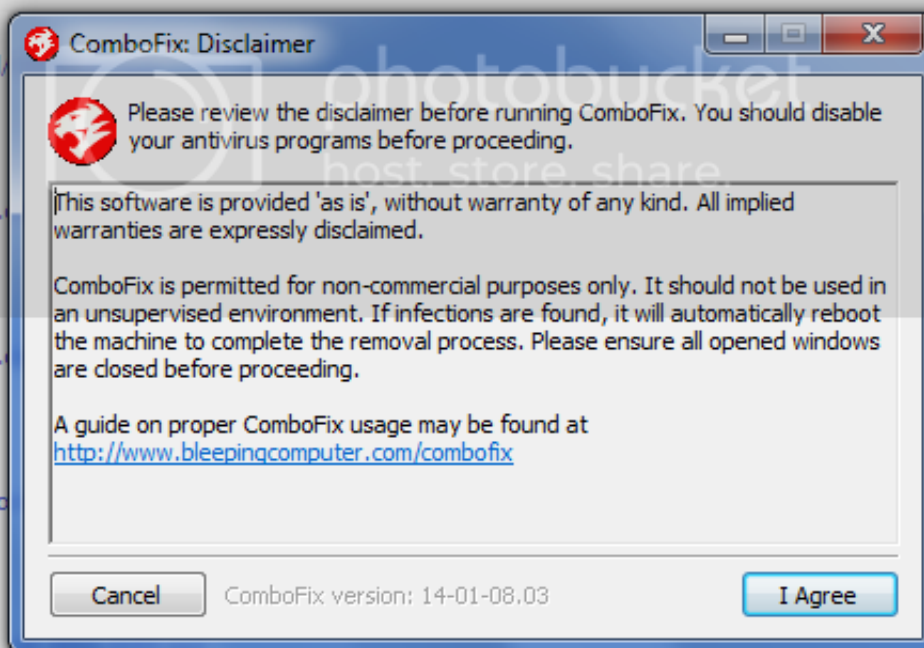 ComboFix: Disclaimer
photobucket
Please review the disclaimer before running ComboFix. You should disable
your antivirus programs before proceeding.
host. store. share.
This software is provided 'as is', without warranty of any kind. All implied
warranties are expressly disclaimed.
ComboFix is permitted for non-commercial purposes only. It should not be used in
an unsupervised environment. If infections are found, it will automatically reboot
the machine to complete the removal process. Please ensure all opened windows
are closed before proceeding.
A guide on proper ComboFix usage may be found at
http://www.bleepingcomputer.com/combofix
Cancel
ComboFix version: 14-01-08.03
I Agree